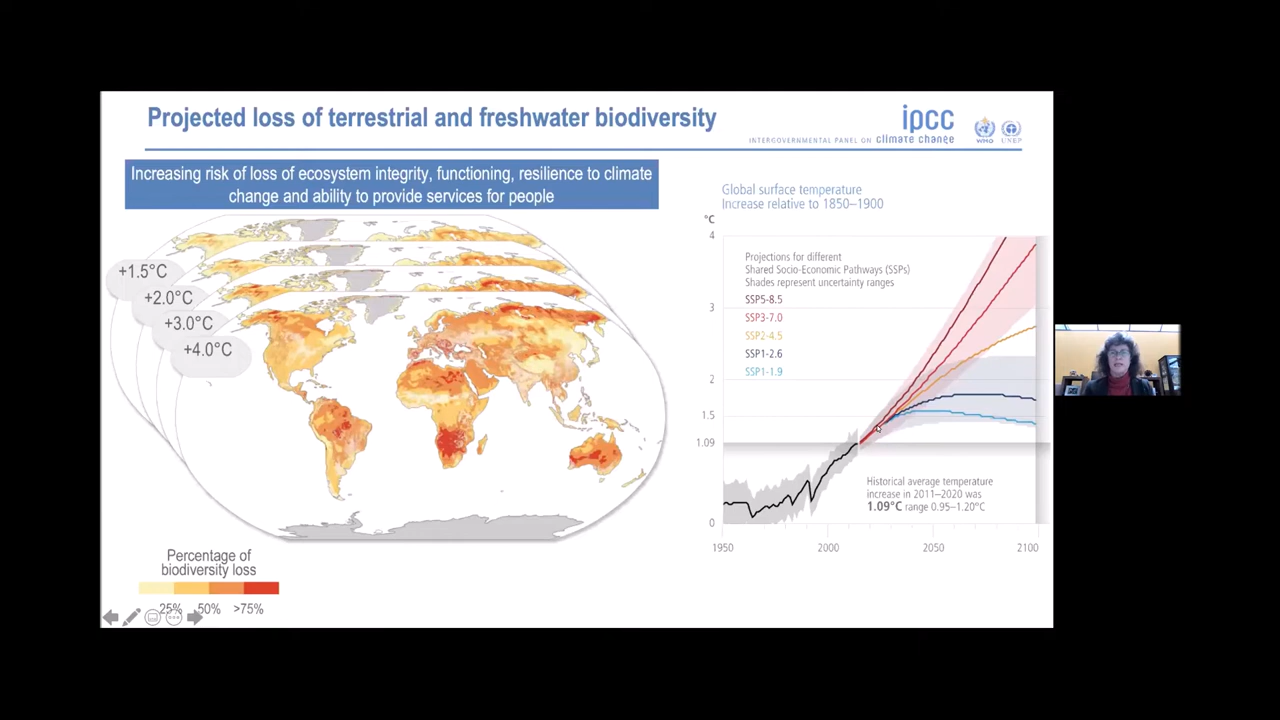 Projected loss of terrestrial and freshwater biodiversity
ipcc
INTERGOVERNMENTAL PANEL ON climate change
WMO
UNEP
Increasing risk of loss of ecosystem integrity, functioning, resilience to climate
change and ability to provide services for people
+1.5°C
+2.0°C
+3.0°C
+4.0°C
Percentage of
biodiversity loss
25% 50% >75%
Global surface temperature
Increase relative to 1850–1900
°C
4
3
2
1.5
1.09
0
Projections for different
Shared Socio-Economic Pathways (SSPs)
Shades represent uncertainty ranges
SSP5-8.5
SSP3-7.0
SSP2-4.5
SSP1-2.6
SSP1-1.9
Historical average temperature
increase in 2011–2020 was
1.09°C range 0.95–1.20°C
1950 2000 2050 2100